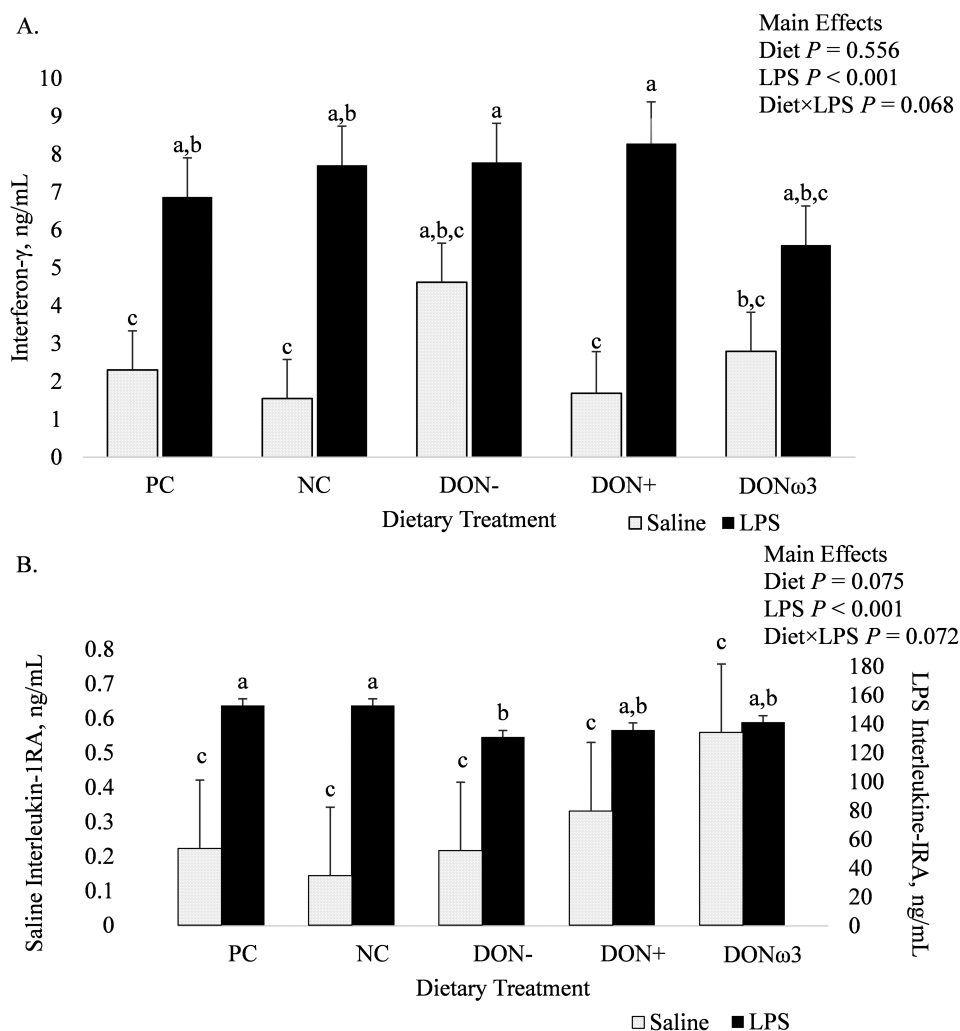 A.
Main Effects
Diet P = 0.556
LPS P < 0.001
Diet×LPS P = 0.068
Interferon-γ, ng/mL
10
9
8
7
6
5
4
3
2
1
0
c
a,b
c
a,b
a,b,c
a
c
a
b,c
a,b,c
PC
NC
DON-
DON+
DONω3
Dietary Treatment
Saline
LPS
B.
Main Effects
Diet P = 0.075
LPS P < 0.001
Diet×LPS P = 0.072
Saline Interleukin-1RA, ng/mL
0.8
0.7
0.6
0.5
0.4
0.3
0.2
0.1
0
c
a
c
a
c
b
c
a,b
c
a,b
180
160
140
120
100
80
60
40
20
0
LPS Interleukine-IRA, ng/mL
PC
NC
DON-
DON+
DONω3
Dietary Treatment
Saline
LPS